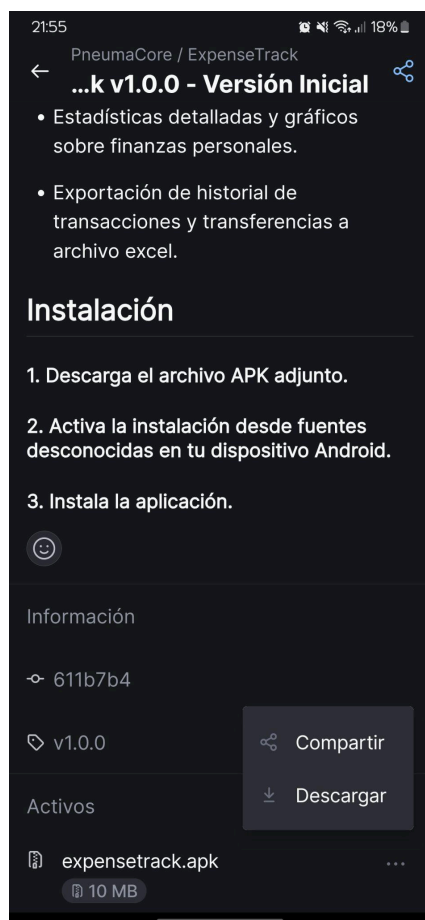 21:55
18%
PneumaCore / ExpenseTrack
...k v1.0.0 - Versión Inicial
• Estadísticas detalladas y gráficos
sobre finanzas personales.
• Exportación de historial de
transacciones y transferencias a
archivo excel.
Instalación
1. Descarga el archivo APK adjunto.
2. Activa la instalación desde fuentes
desconocidas en tu dispositivo Android.
3. Instala la aplicación.
Información
611b7b4
v1.0.0
Compartir
Descargar
Activos
expensetrack.apk
10 MB